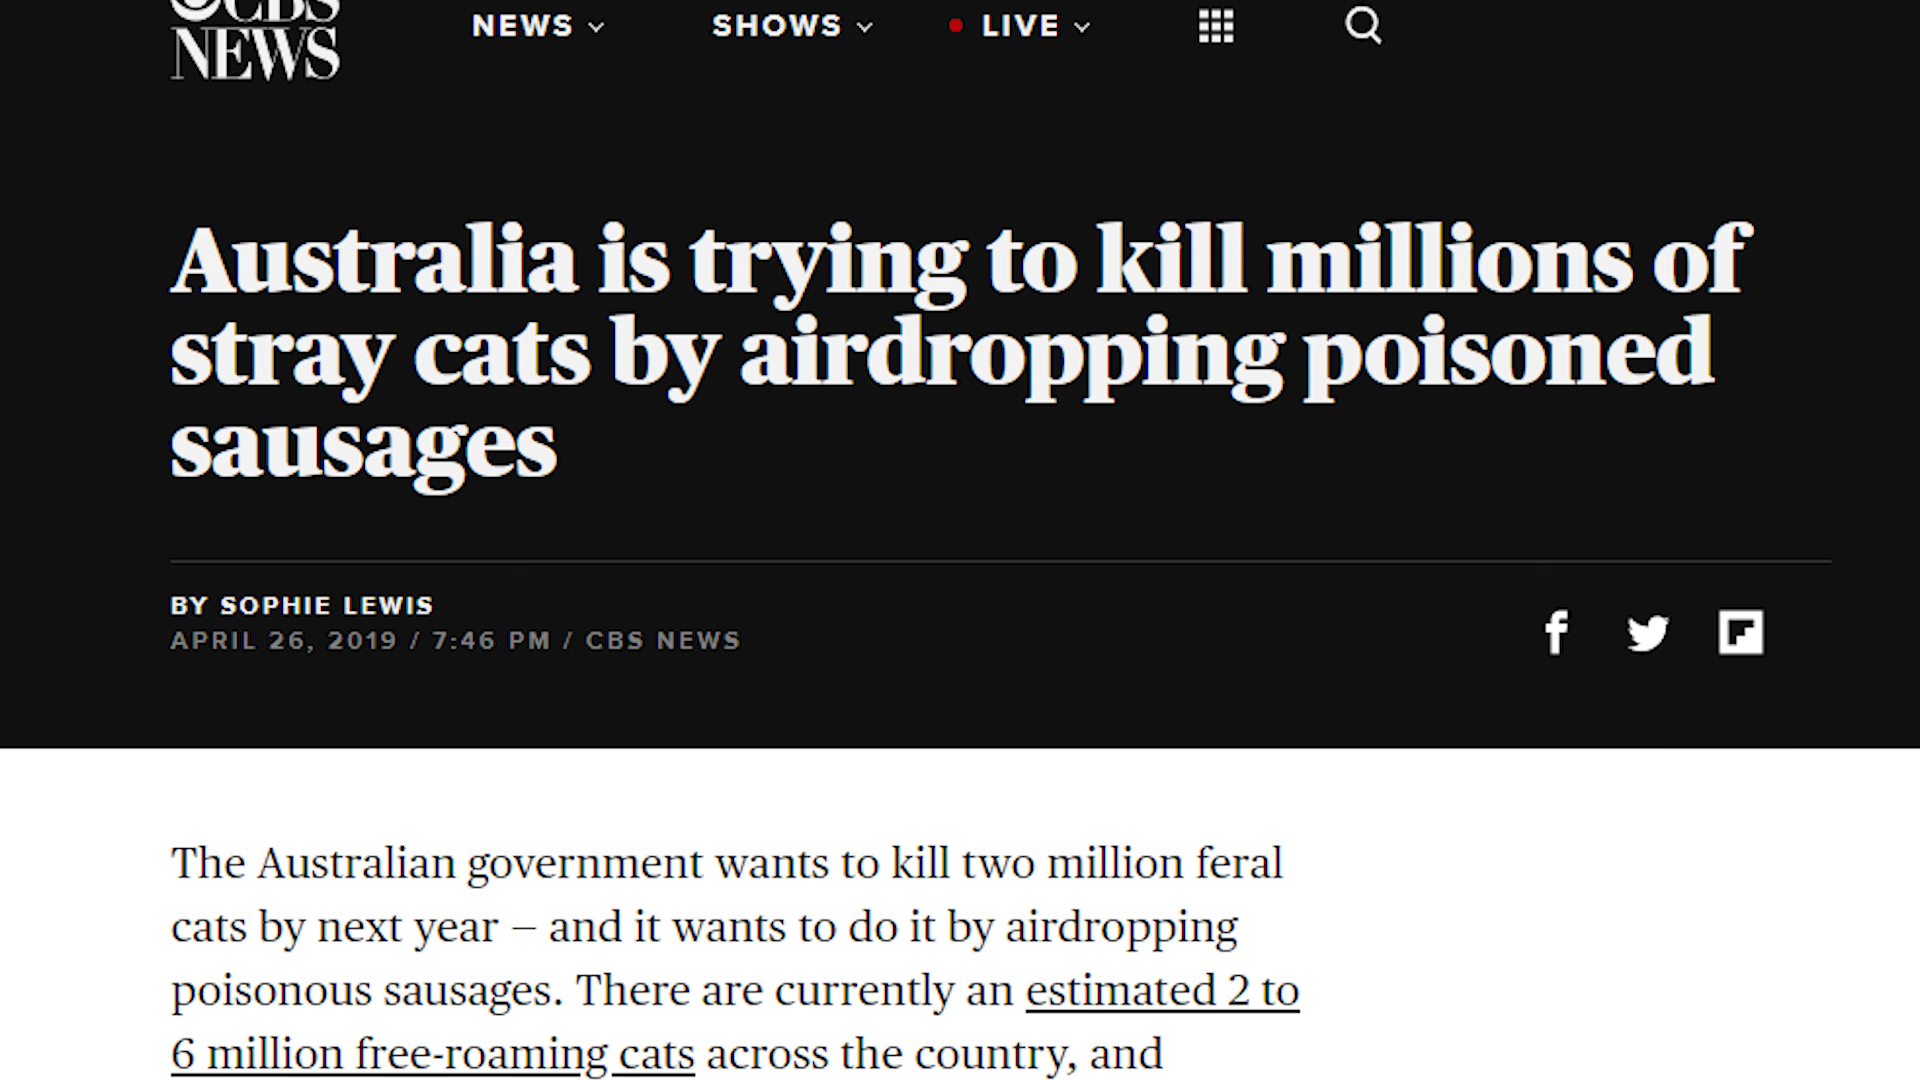 CBS
NEWS
NEWS
SHOWS
LIVE
Australia is trying to kill millions of
stray cats by airdropping poisoned
sausages
BY SOPHIE LEWIS
APRIL 26, 2019 / 7:46 PM / CBS NEWS
The Australian government wants to kill two million feral
cats by next year – and it wants to do it by airdropping
poisonous sausages. There are currently an estimated 2 to
6 million free-roaming cats across the country, and